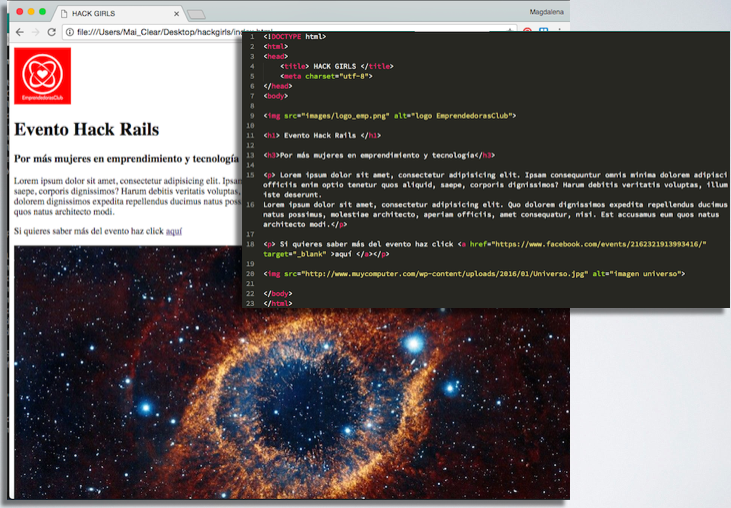 HACK GIRLS
Magdalena
file:///Users/Mai_Clear/Desktop/hackgirls/index.html
EmprendedorasClub
Evento Hack Rails
Por más mujeres en emprendimiento y tecnología
Lorem ipsum dolor sit amet, consectetur adipisicing elit. Ipsam
saepe, corporis dignissimos? Harum debitis veritatis voluptas,
dolorem dignissimos expedita repellendus ducimus natus poss
quos natus architecto modi.
Si quieres saber más del evento haz click aquí
1 <!DOCTYPE html>
2 <html>
3 <head>
4 <title> HACK GIRLS </title>
5 <meta charset="utf-8">
6 </head>
7 <body>
8
9 <img src="images/logo_emp.png" alt="logo EmprendedorasClub">
10
11 <h1> Evento Hack Rails </h1>
12
13 <h3>Por más mujeres en emprendimiento y tecnología</h3>
14
15 <p> Lorem ipsum dolor sit amet, consectetur adipisicing elit. Ipsam consequuntur omnis minima dolorem adipisci
officiis enim optio tenetur quos aliquid, saepe, corporis dignissimos? Harum debitis veritatis voluptas, illum
iste deserunt.
16 Lorem ipsum dolor sit amet, consectetur adipisicing elit. Quo dolorem dignissimos expedita repellendus ducimus
natus possimus, molestiae architecto, aperiam officiis, amet consequatur, nisi. Est accusamus eum quos natus
architecto modi.</p>
17
18 <p> Si quieres saber más del evento haz click <a href="https://www.facebook.com/events/2162321913993416/"
target="_blank" >aquí </a></p>
19
20 <img src="http://www.muycomputer.com/wp-content/uploads/2016/01/Universo.jpg" alt="imagen universo">
21
22 </body>
23 </html>